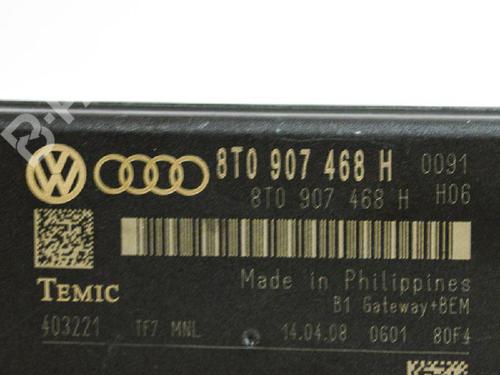 8T0 907 468 H 0091
8T0 907 468 H H06
TEMIC
Made in Philippines
B1 Gateway+BEM
403221 TF7 MNL 14.04.08 0601 80F4